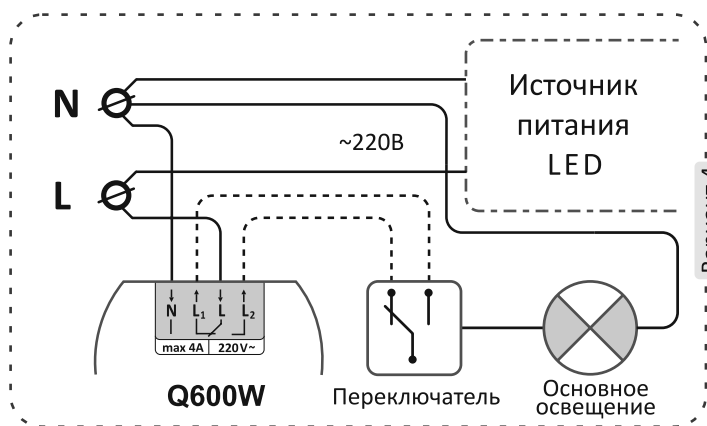 N
Источник
питания
LED
~220В
L
N L1 L L2
max 4A 220V~
Q600W
Переключатель
Основное
освещение